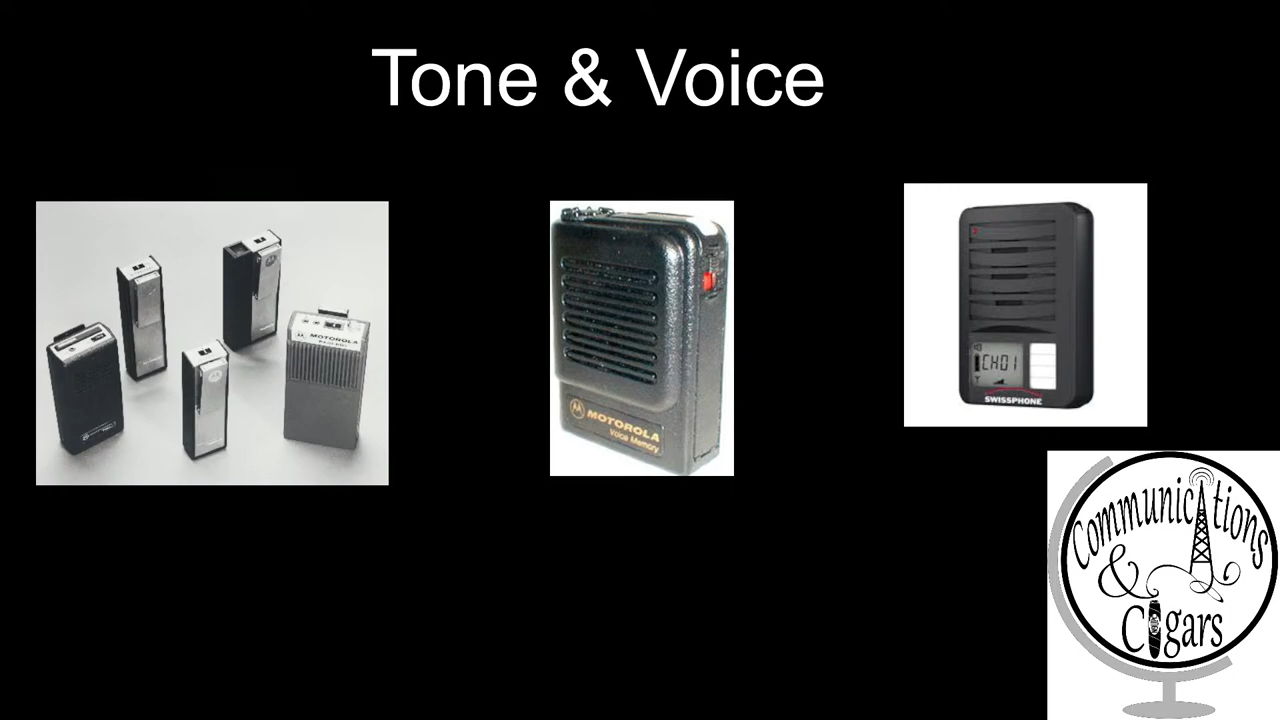 Tone & Voice
MOTOROLA
MOTOROLA
Voice Memory
CH01
SWISSPHONE
Communications
&
Cigars